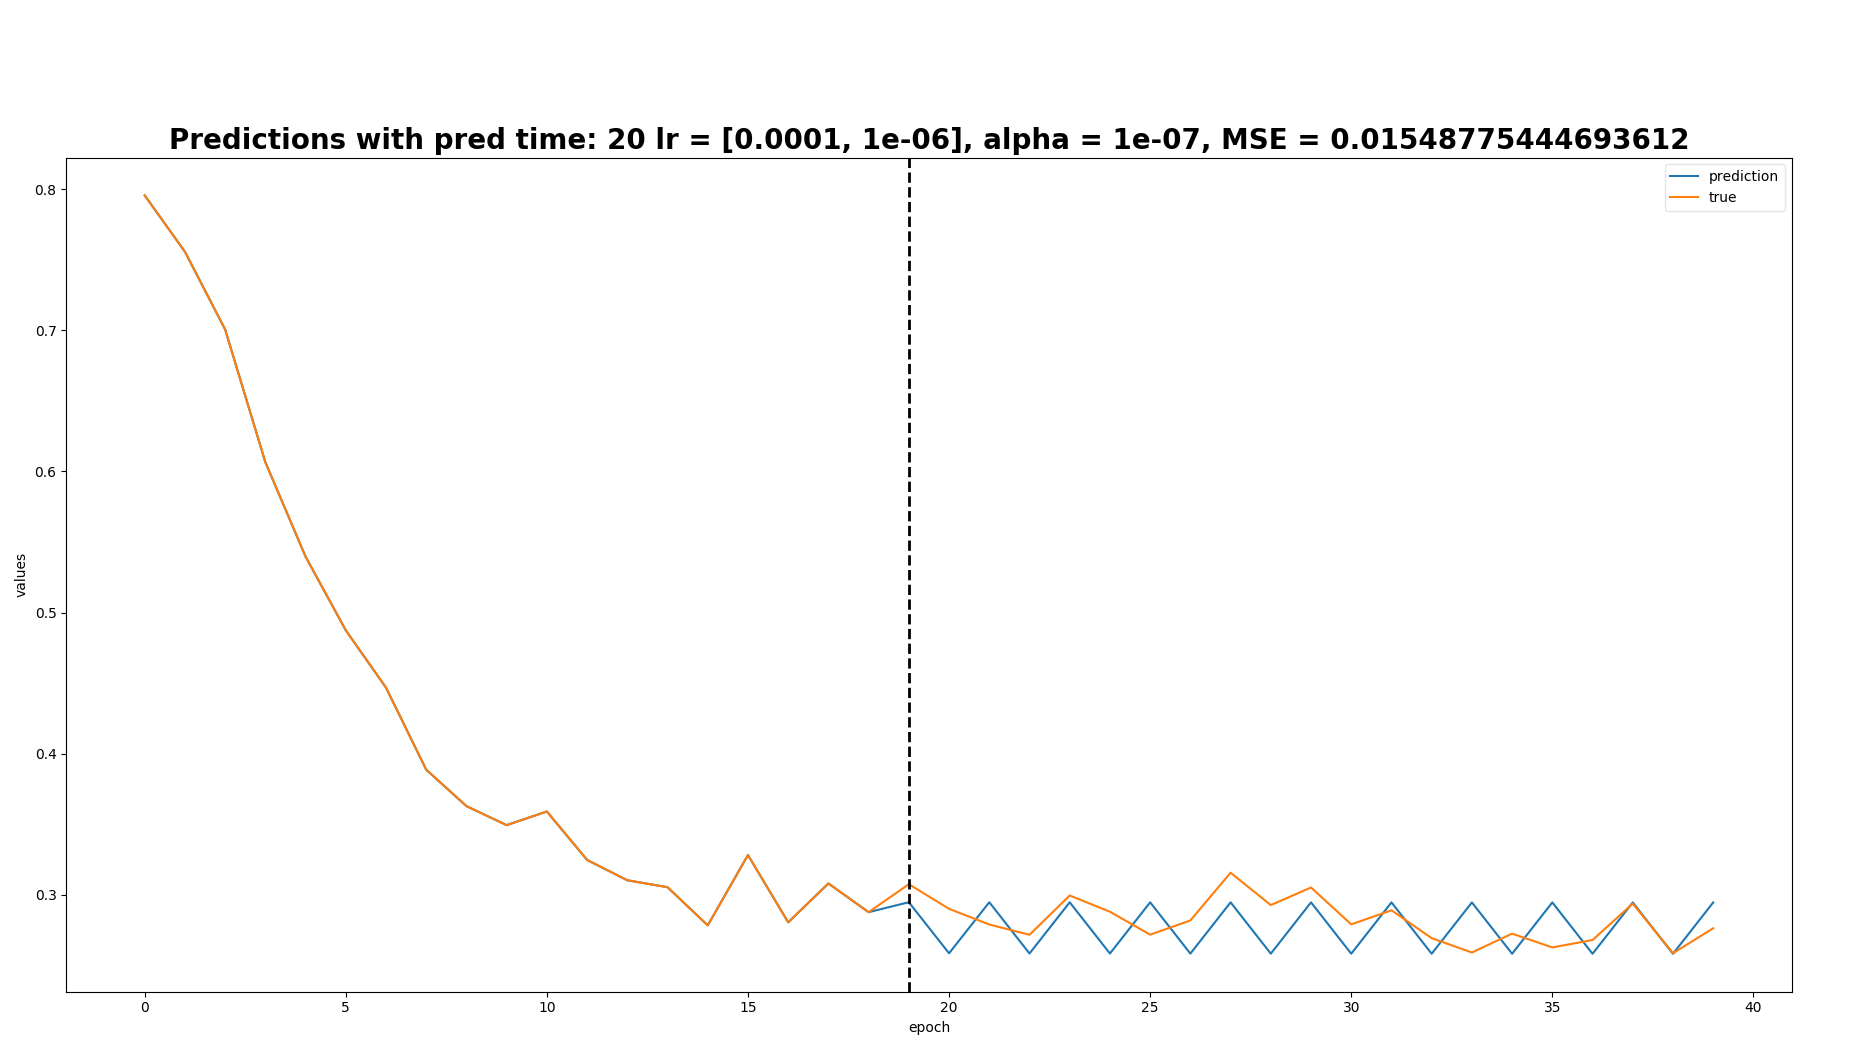 Predictions with pred time: 20 lr = [0.0001, 1e-06], alpha = 1e-07, MSE = 0.01548775444693612
prediction
true
0.8
0.7
0.6
0.5
0.4
0.3
values
0 5 10 15 20 25 30 35 40
epoch